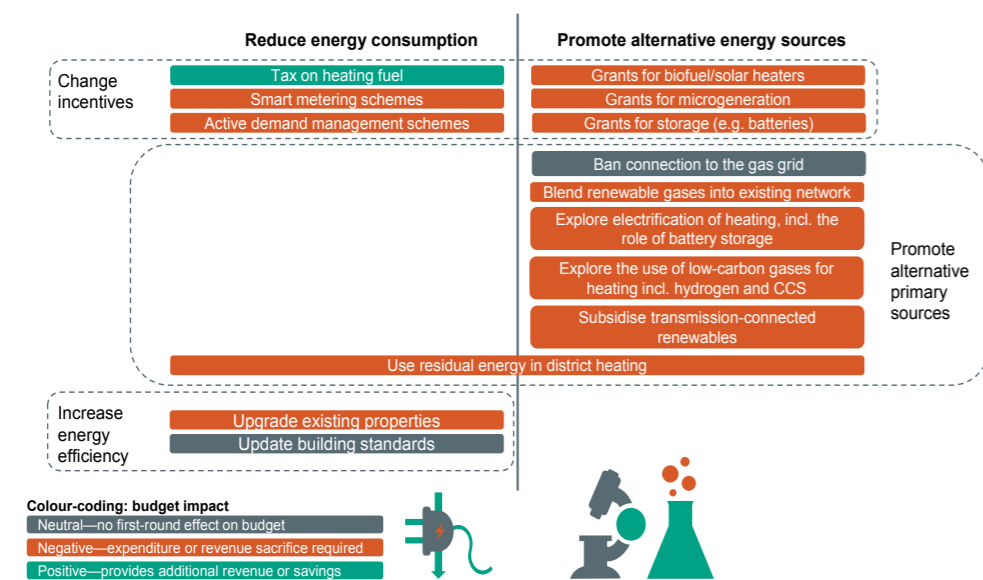 Reduce energy consumption
Promote alternative energy sources
Change
incentives
Tax on heating fuel
Smart metering schemes
Active demand management schemes
Grants for biofuel/solar heaters
Grants for microgeneration
Grants for storage (e.g. batteries)
Ban connection to the gas grid
Blend renewable gases into existing network
Explore electrification of heating, incl. the
role of battery storage
Explore the use of low-carbon gases for
heating incl. hydrogen and CCS
Subsidise transmission-connected
renewables
Use residual energy in district heating
Promote
alternative
primary
sources
Increase
energy
efficiency
Upgrade existing properties
Update building standards
Colour-coding: budget impact
Neutral—no first-round effect on budget
Negative—expenditure or revenue sacrifice required
Positive—provides additional revenue or savings